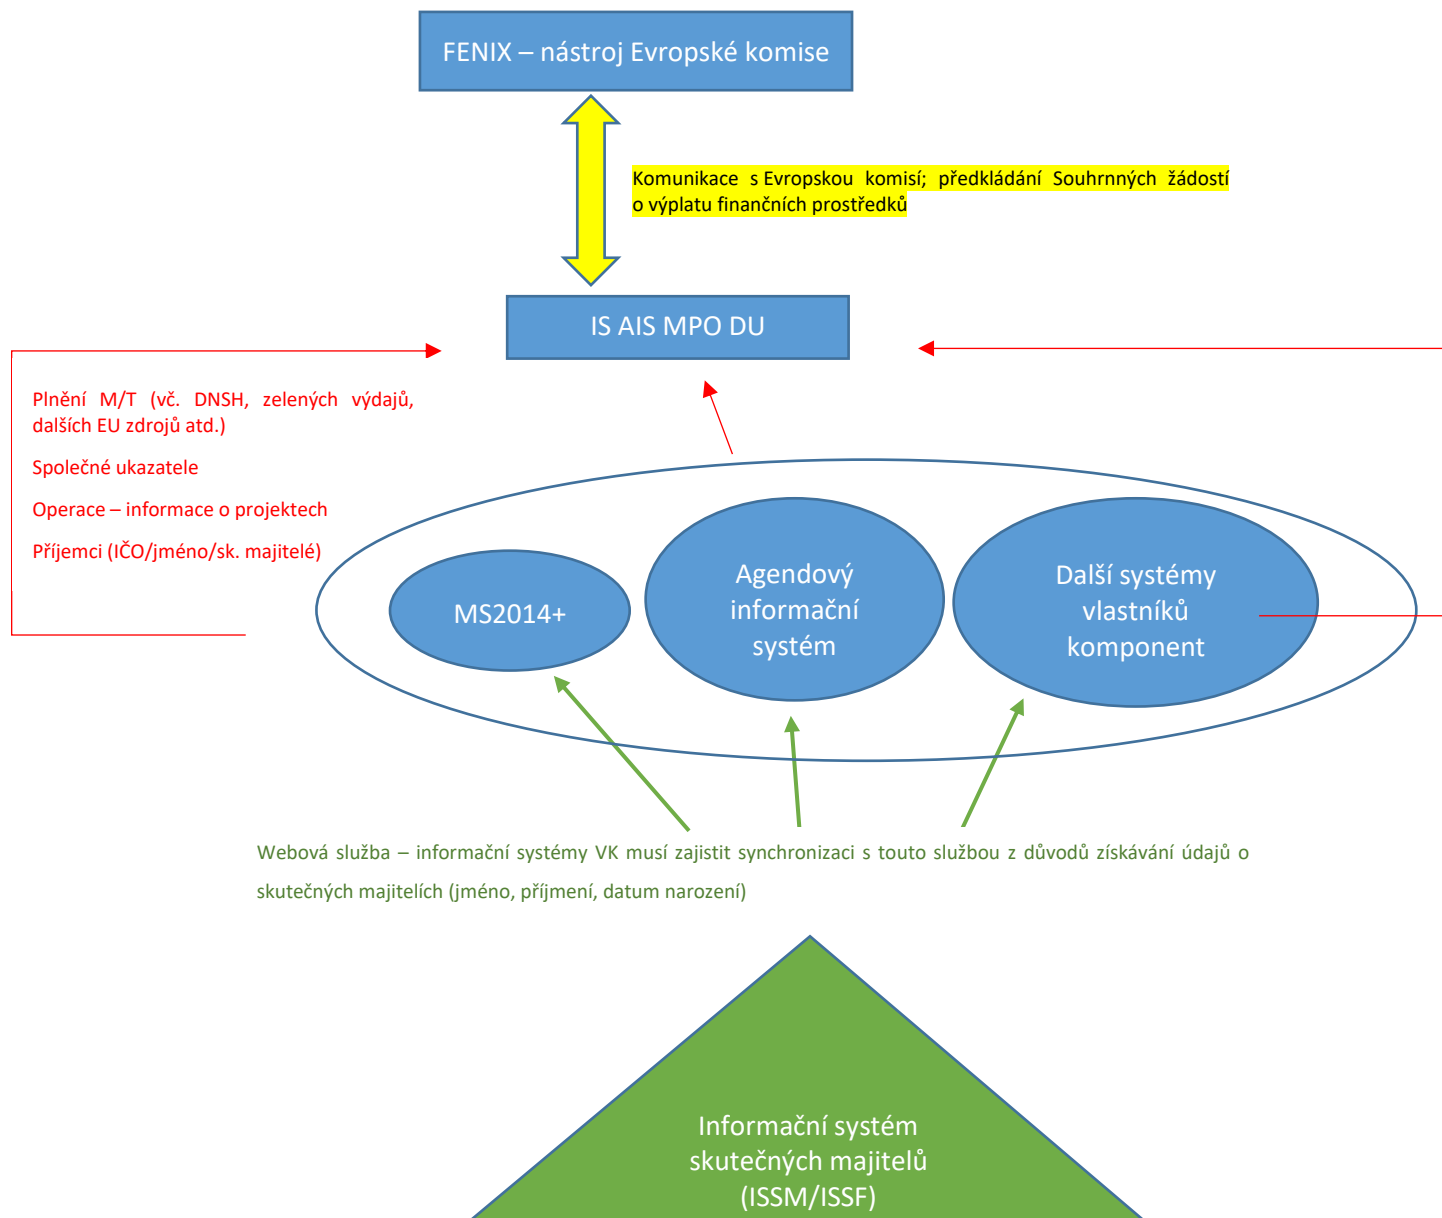 FENIX – nástroj Evropské komise
Komunikace s Evropskou komisí; předkládání Souhrnných žádostí
o výplatu finančních prostředků
IS AIS MPO DU
Plnění M/T (vč. DNSH, zelených výdajů,
dalších EU zdrojů atd.)
Společné ukazatele
Operace – informace o projektech
Příjemci (IČO/jméno/sk. majitelé)
MS2014+
Agendový
informační
systém
Další systémy
vlastníků
komponent
Webová služba – informační systémy VK musí zajistit synchronizaci s touto službou z důvodů získávání údajů o
skutečných majitelích (jméno, příjmení, datum narození)
Informační systém
skutečných majitelů
(ISSM/ISSF)